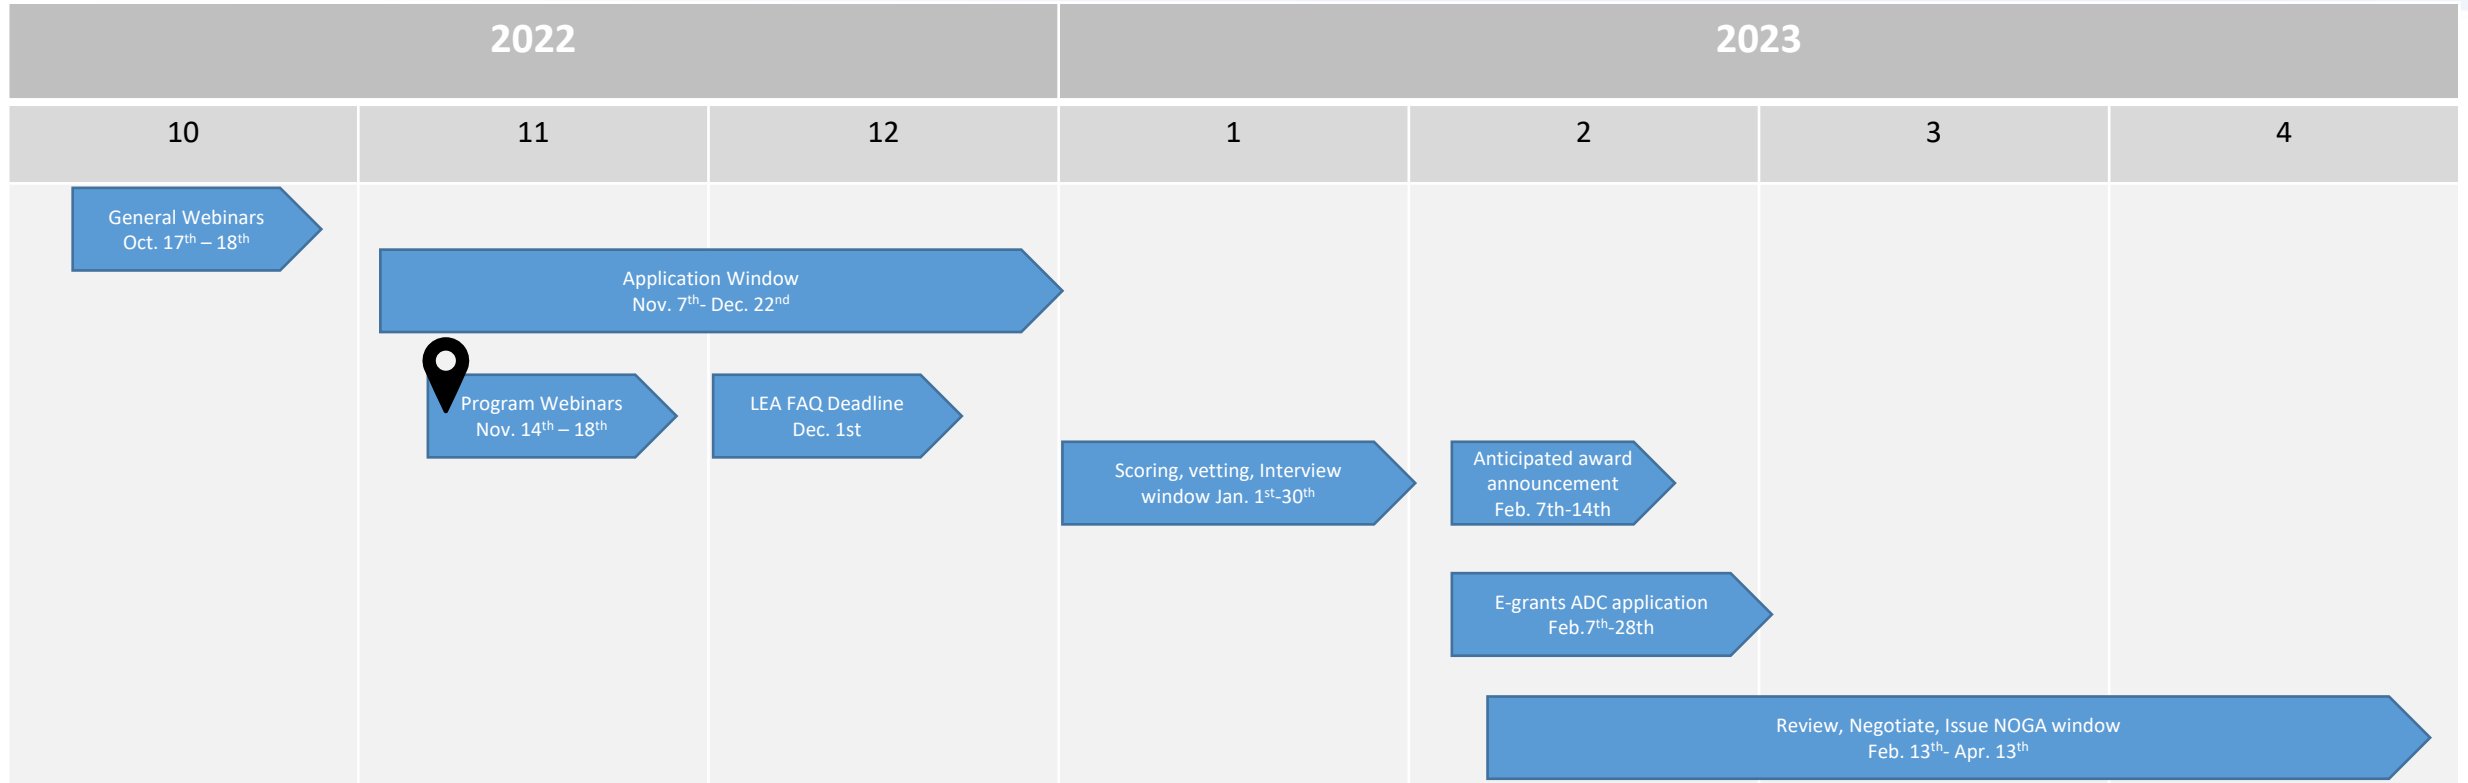 2022
2023
10
11
12
1
2
3
4
General Webinars
Oct. 17th – 18th
Application Window
Nov. 7th- Dec. 22nd
Program Webinars
Nov. 14th – 18th
LEA FAQ Deadline
Dec. 1st
Scoring, vetting, Interview
window Jan. 1st-30th
Anticipated award
announcement
Feb. 7th-14th
E-grants ADC application
Feb.7th-28th
Review, Negotiate, Issue NOGA window
Feb. 13th- Apr. 13th